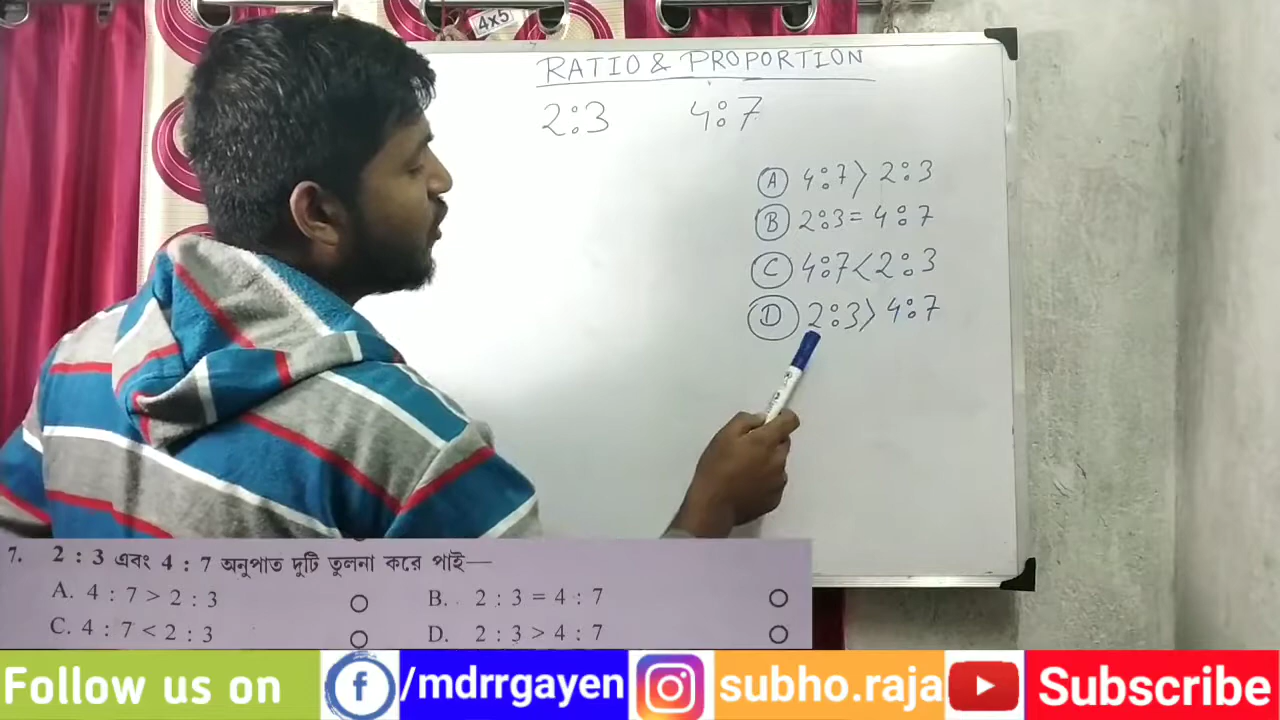 4x5
RATIO & PROPORTION
2:3 4:7
A 4:7 > 2:3
B 2:3 = 4:7
C 4:7 < 2:3
D 2:3 > 4:7
7. 2 : 3 এবং 4 : 7 অনুপাত দুটি তুলনা করে পাই—
A. 4 : 7 > 2 : 3 B. 2 : 3 = 4 : 7
C. 4 : 7 < 2 : 3 D. 2 : 3 > 4 : 7
Follow us on f /mdrrgayen subho.raja Subscribe